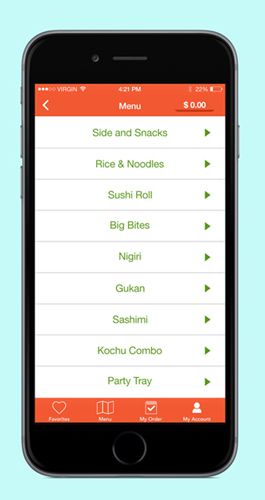 VIRGIN 4:21 PM 22%
Menu $ 0.00
Side and Snacks
Rice & Noodles
Sushi Roll
Big Bites
Nigiri
Gukan
Sashimi
Kochu Combo
Party Tray
Favorites Menu My Order My Account